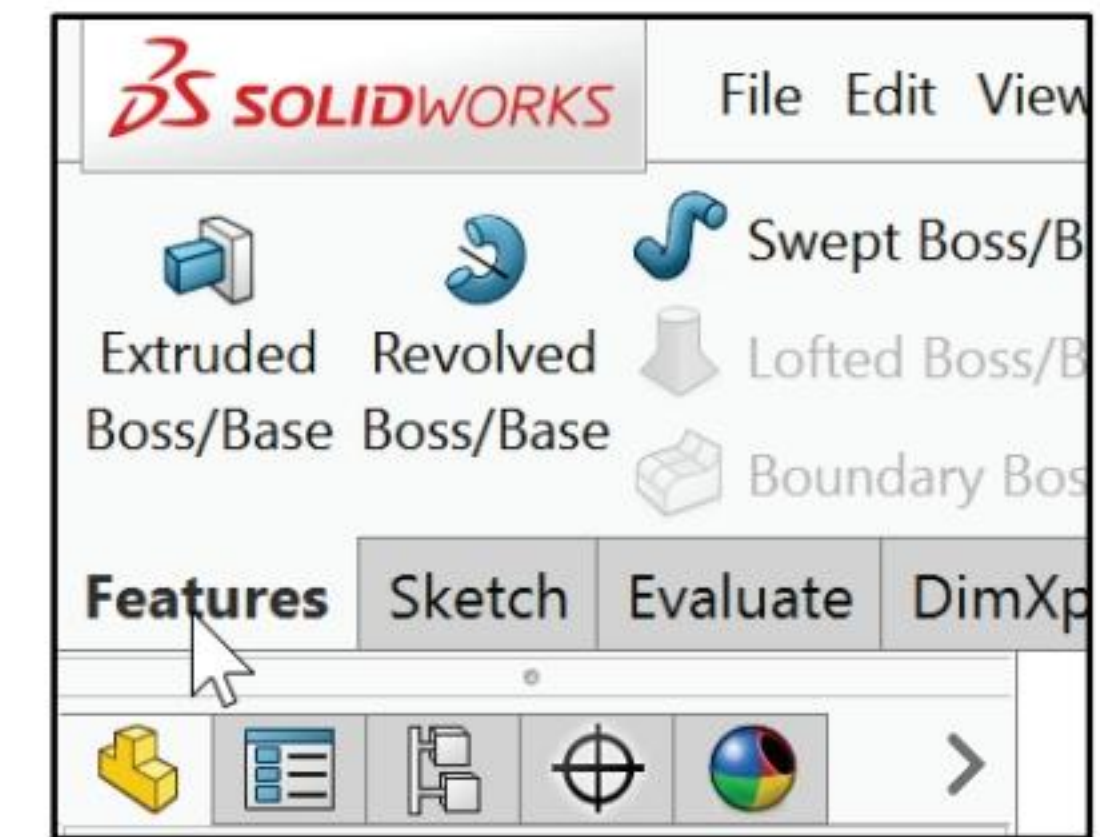 SOLIDWORKS File Edit View
Extruded Boss/Base
Revolved Boss/Base
Swept Boss/B
Lofted Boss/B
Boundary Bos
Features Sketch Evaluate DimXp